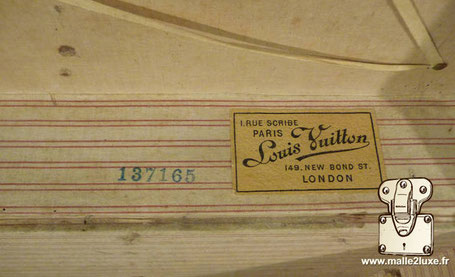 1. RUE SCRIBE
PARIS
Louis Vuitton
149, NEW BOND ST.
LONDON
137165
www.malle2luxe.fr